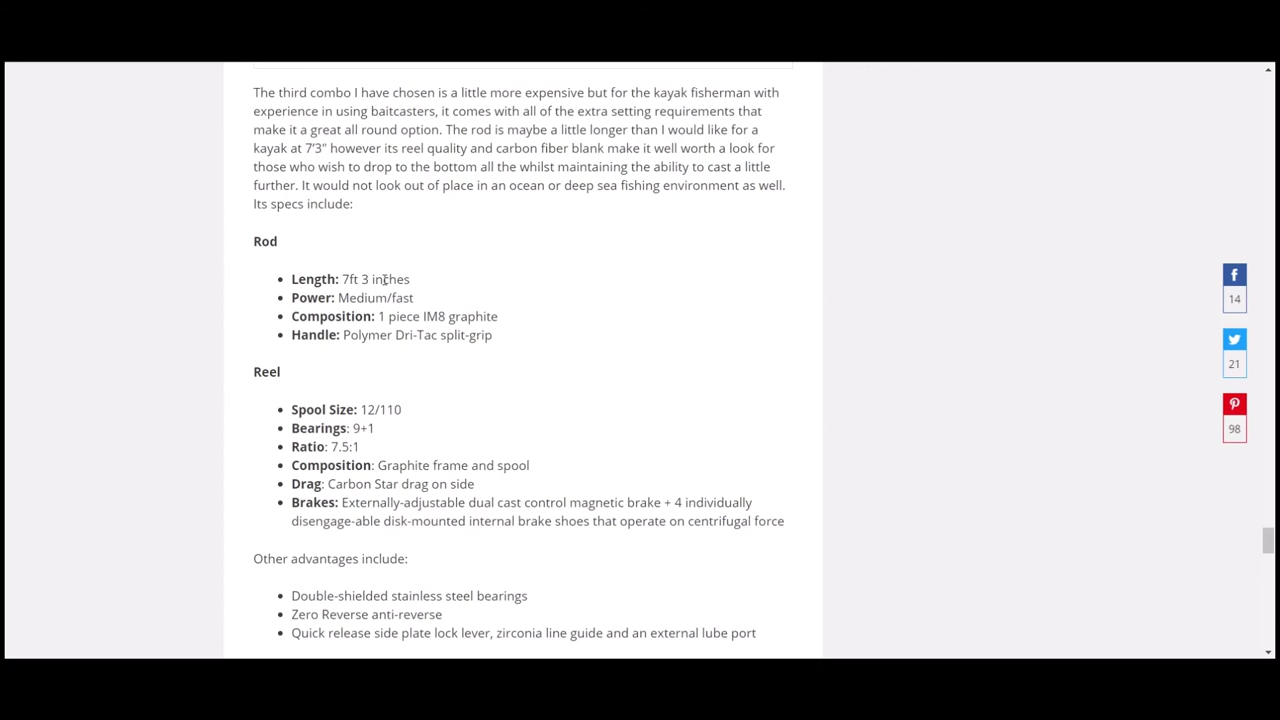 The third combo I have chosen is a little more expensive but for the kayak fisherman with
experience in using baitcasters, it comes with all of the extra setting requirements that
make it a great all round option. The rod is maybe a little longer than I would like for a
kayak at 7’3” however its reel quality and carbon fiber blank make it well worth a look for
those who wish to drop to the bottom all the whilst maintaining the ability to cast a little
further. It would not look out of place in an ocean or deep sea fishing environment as well.
Its specs include:
Rod
Length: 7ft 3 inches
Power: Medium/fast
Composition: 1 piece IM8 graphite
Handle: Polymer Dri-Tac split-grip
Reel
Spool Size: 12/110
Bearings: 9+1
Ratio: 7.5:1
Composition: Graphite frame and spool
Drag: Carbon Star drag on side
Brakes: Externally-adjustable dual cast control magnetic brake + 4 individually
disengage-able disk-mounted internal brake shoes that operate on centrifugal force
Other advantages include:
Double-shielded stainless steel bearings
Zero Reverse anti-reverse
Quick release side plate lock lever, zirconia line guide and an external lube port
14
21
98